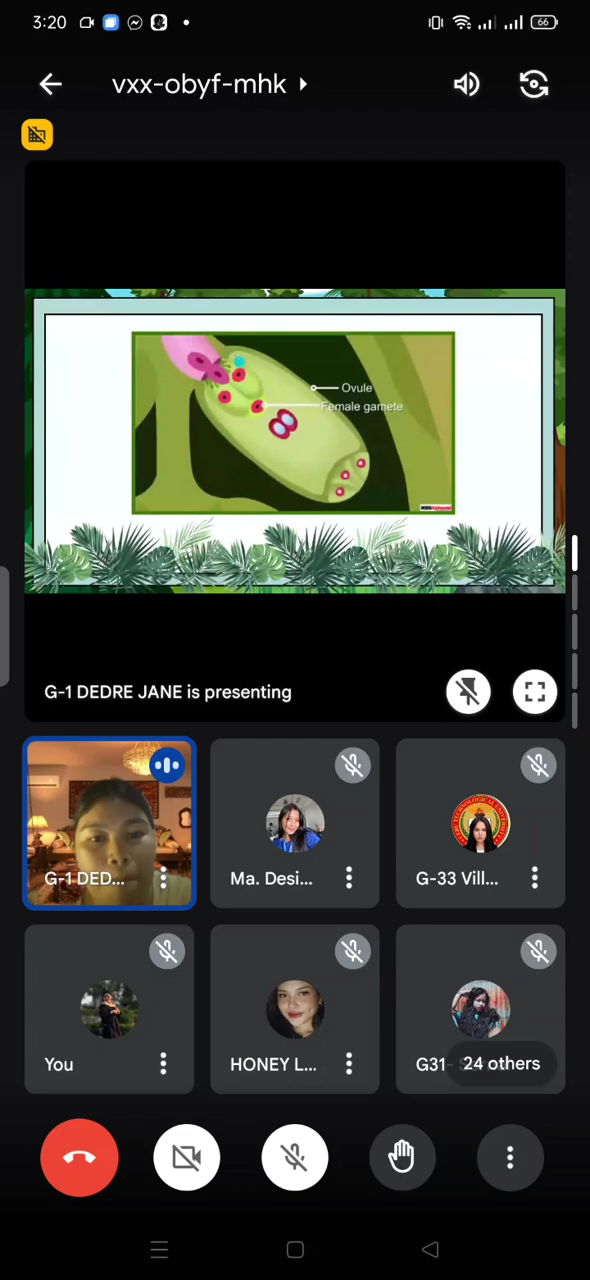 3:20
66
vxx-obyf-mhk
Ovule
Female gamete
G-1 DEDRE JANE is presenting
G-1 DED...
Ma. Desi...
G-33 Vill...
You
HONEY L...
G31-
24 others